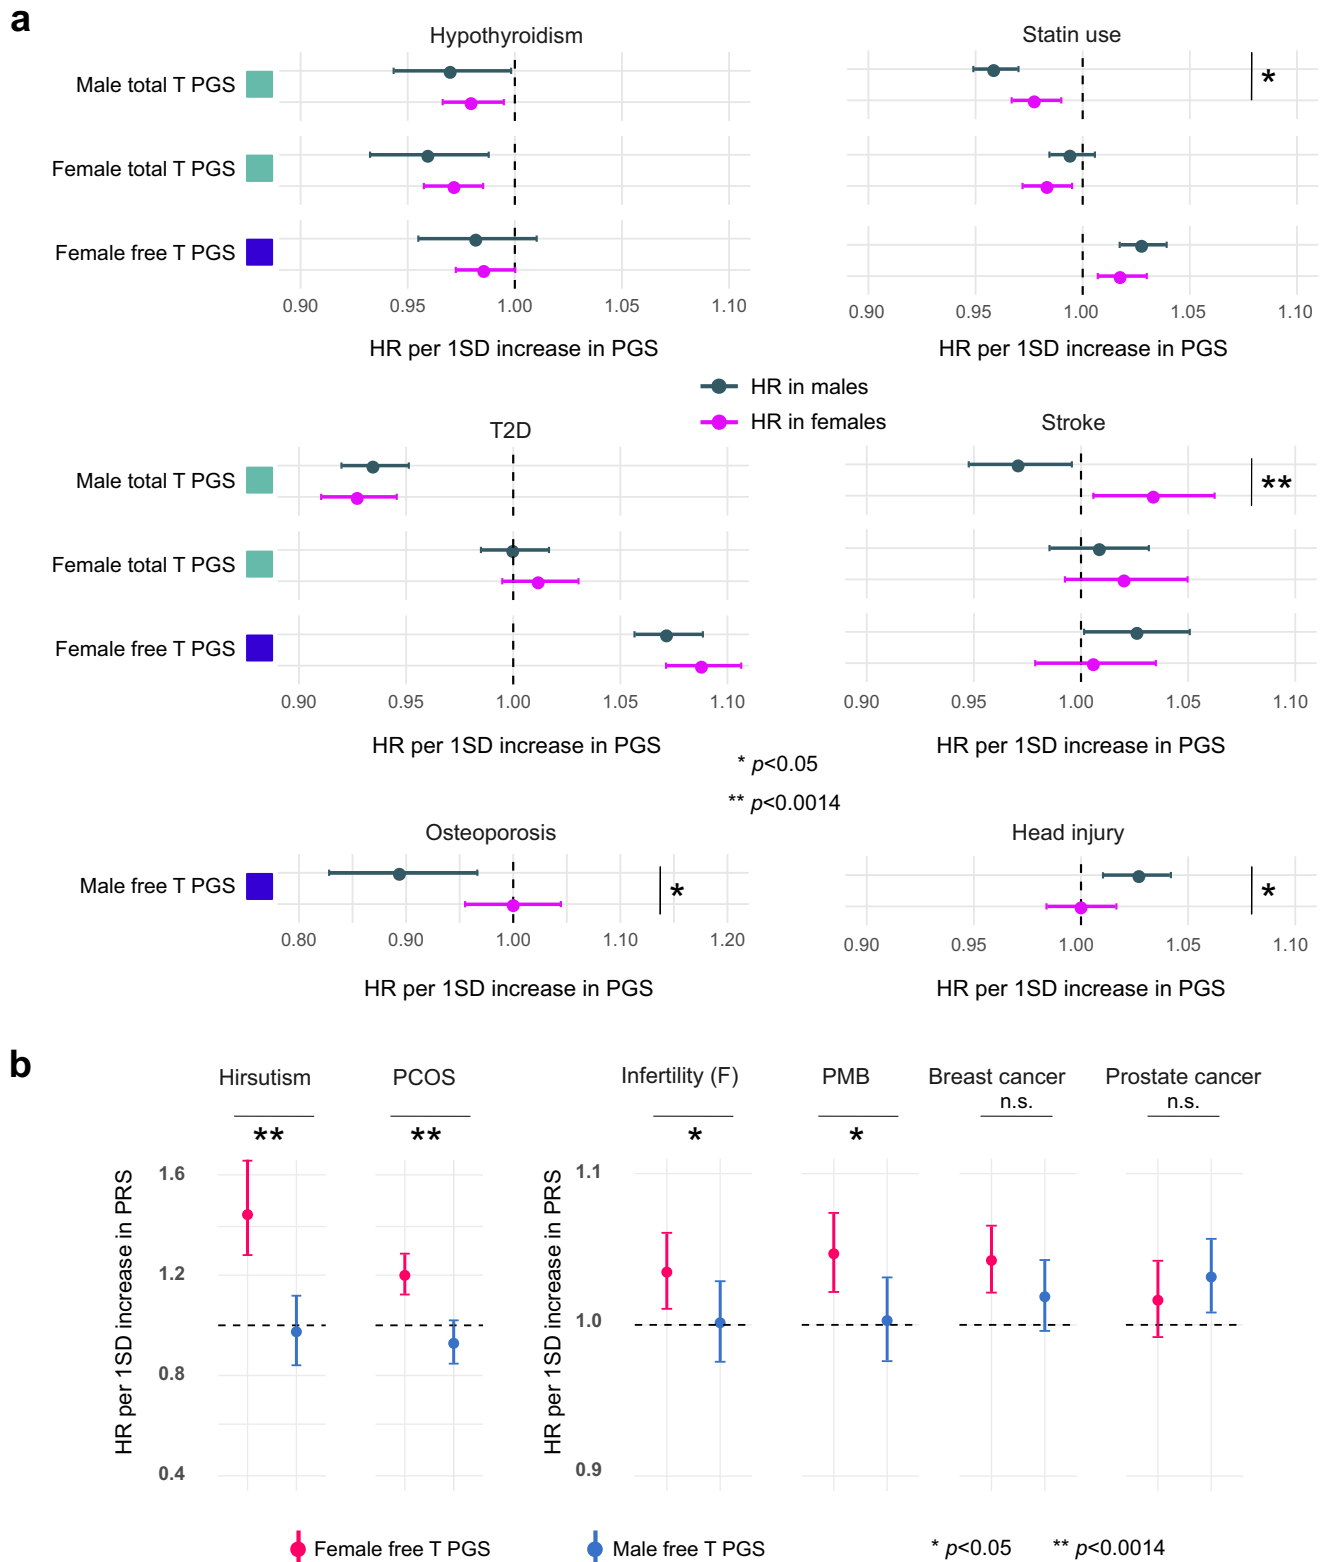 a
Hypothyroidism
Statin use
Male total T PGS
*
Female total T PGS
Female free T PGS
0.90 0.95 1.00 1.05 1.10
0.90 0.95 1.00 1.05 1.10
HR per 1SD increase in PGS
HR per 1SD increase in PGS
HR in males
HR in females
T2D
Stroke
Male total T PGS
**
Female total T PGS
Female free T PGS
0.90 0.95 1.00 1.05 1.10
0.90 0.95 1.00 1.05 1.10
HR per 1SD increase in PGS
HR per 1SD increase in PGS
* p<0.05
** p<0.0014
Osteoporosis
Head injury
Male free T PGS
*
*
0.80 0.90 1.00 1.10 1.20
0.90 0.95 1.00 1.05 1.10
HR per 1SD increase in PGS
HR per 1SD increase in PGS
b
Hirsutism
PCOS
Infertility (F)
PMB
Breast cancer
n.s.
Prostate cancer
n.s.
**
**
*
*
HR per 1SD increase in PRS
1.6
1.2
0.8
0.4
HR per 1SD increase in PRS
1.1
1.0
0.9
Female free T PGS
Male free T PGS
* p<0.05 ** p<0.0014